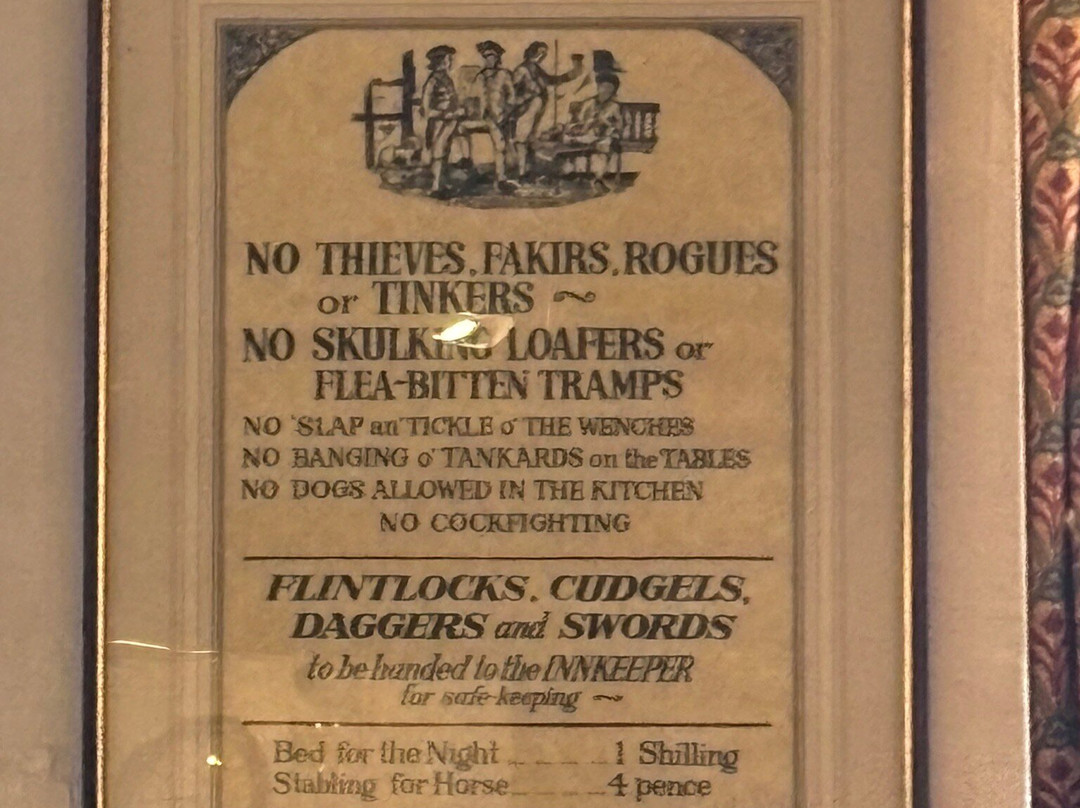 NO THIEVES, FAKIRS, ROGUES
or TINKERS ~
NO SKULKING LOAFERS or
FLEA-BITTEN TRAMPS
NO 'SLAP an' TICKLE o' THE WENCHES
NO BANGING o' TANKARDS on the TABLES
NO DOGS ALLOWED IN THE KITCHEN
NO COCKFIGHTING
FLINTLOCKS, CUDGELS,
DAGGERS and SWORDS
to be handed to the INNKEEPER
for safe-keeping ~
Bed for the Night ........ 1 Shilling
Stabling for Horse ........ 4 pence